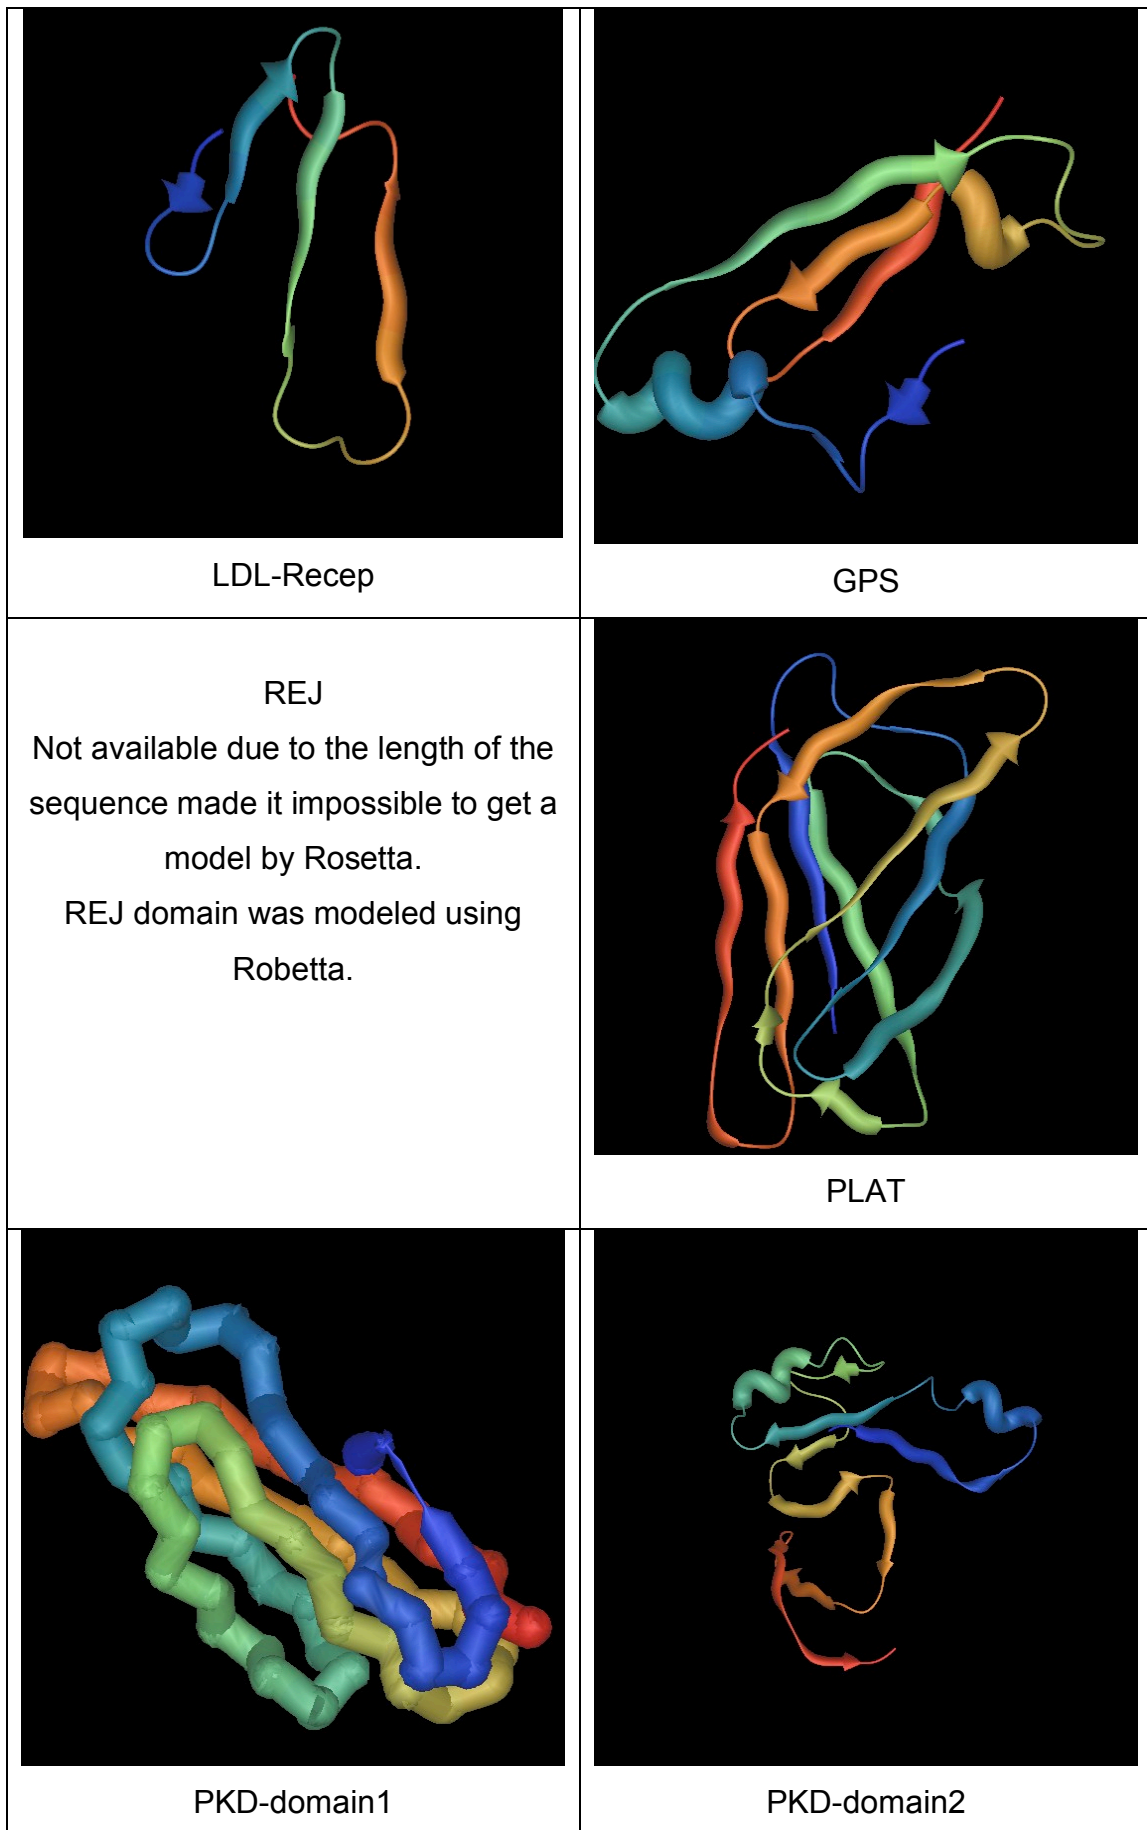 LDL-Recep
GPS
REJ
Not available due to the length of the
sequence made it impossible to get a
model by Rosetta.
REJ domain was modeled using
Robetta.
PLAT
PKD-domain1
PKD-domain2